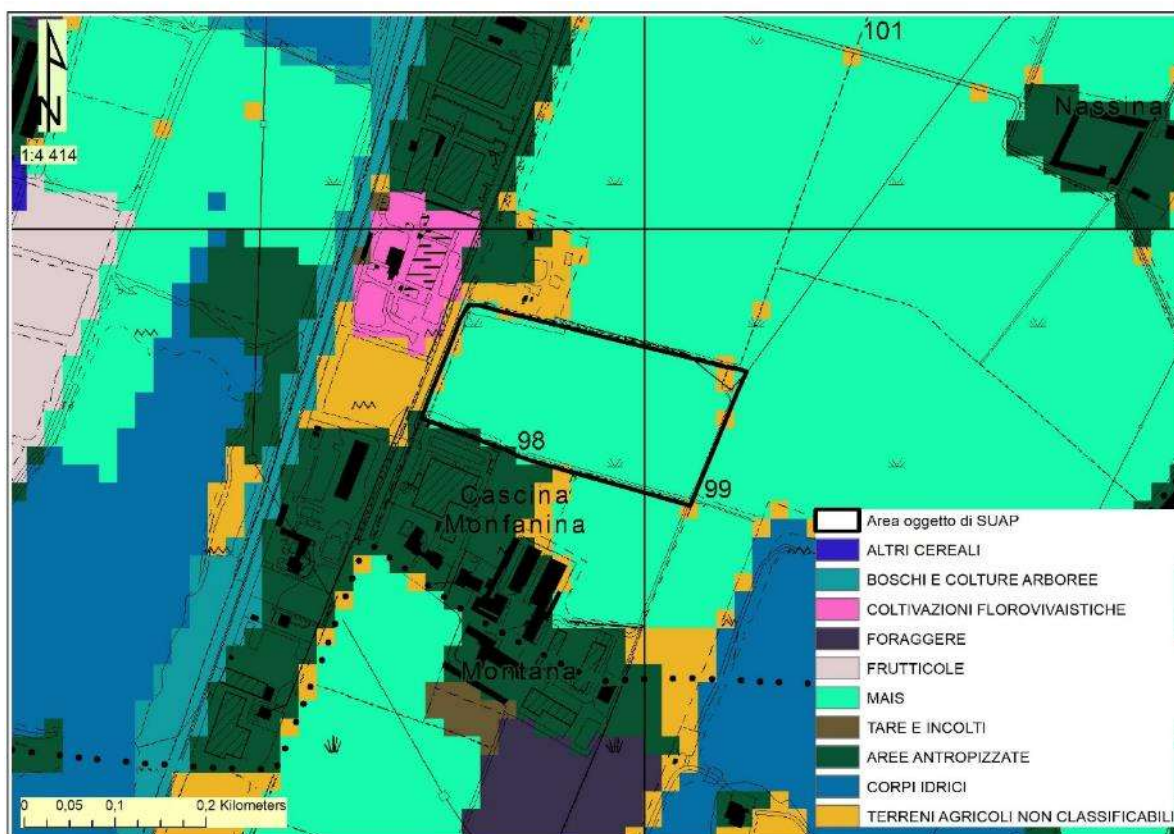 101
Nassina
N
1:4 414
98
99
Cascina
Monfanina
Montana
Area oggetto di SUAP
ALTRI CEREALI
BOSCHI E COLTURE ARBOREE
COLTIVAZIONI FLOROVIVAISTICHE
FORAGGERE
FRUTTICOLE
MAIS
TARE E INCOLTI
AREE ANTROPIZZATE
CORPI IDRICI
TERRENI AGRICOLI NON CLASSIFICABILI
0 0,05 0,1 0,2 Kilometers